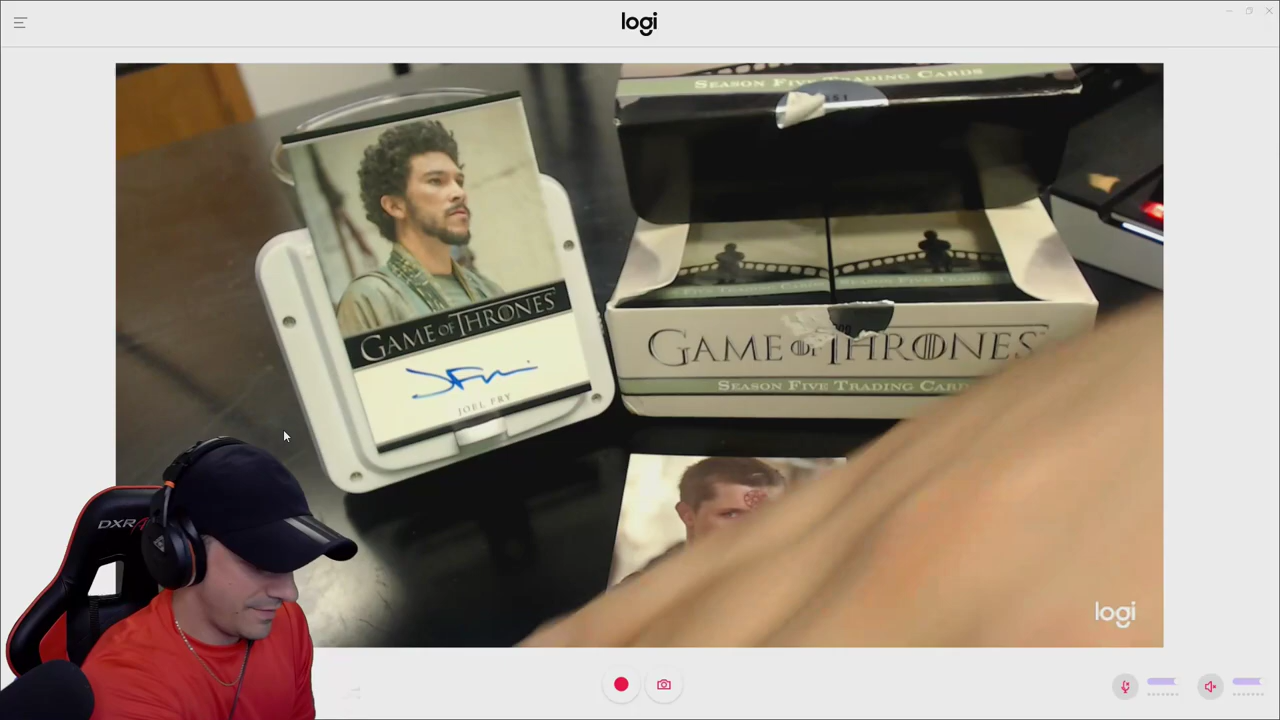 logi
SEASON FIVE TRADING CARDS
GAME OF THRONES
JOEL FRY
GAME OF THRONES
SEASON FIVE TRADING CARD
DXR
logi